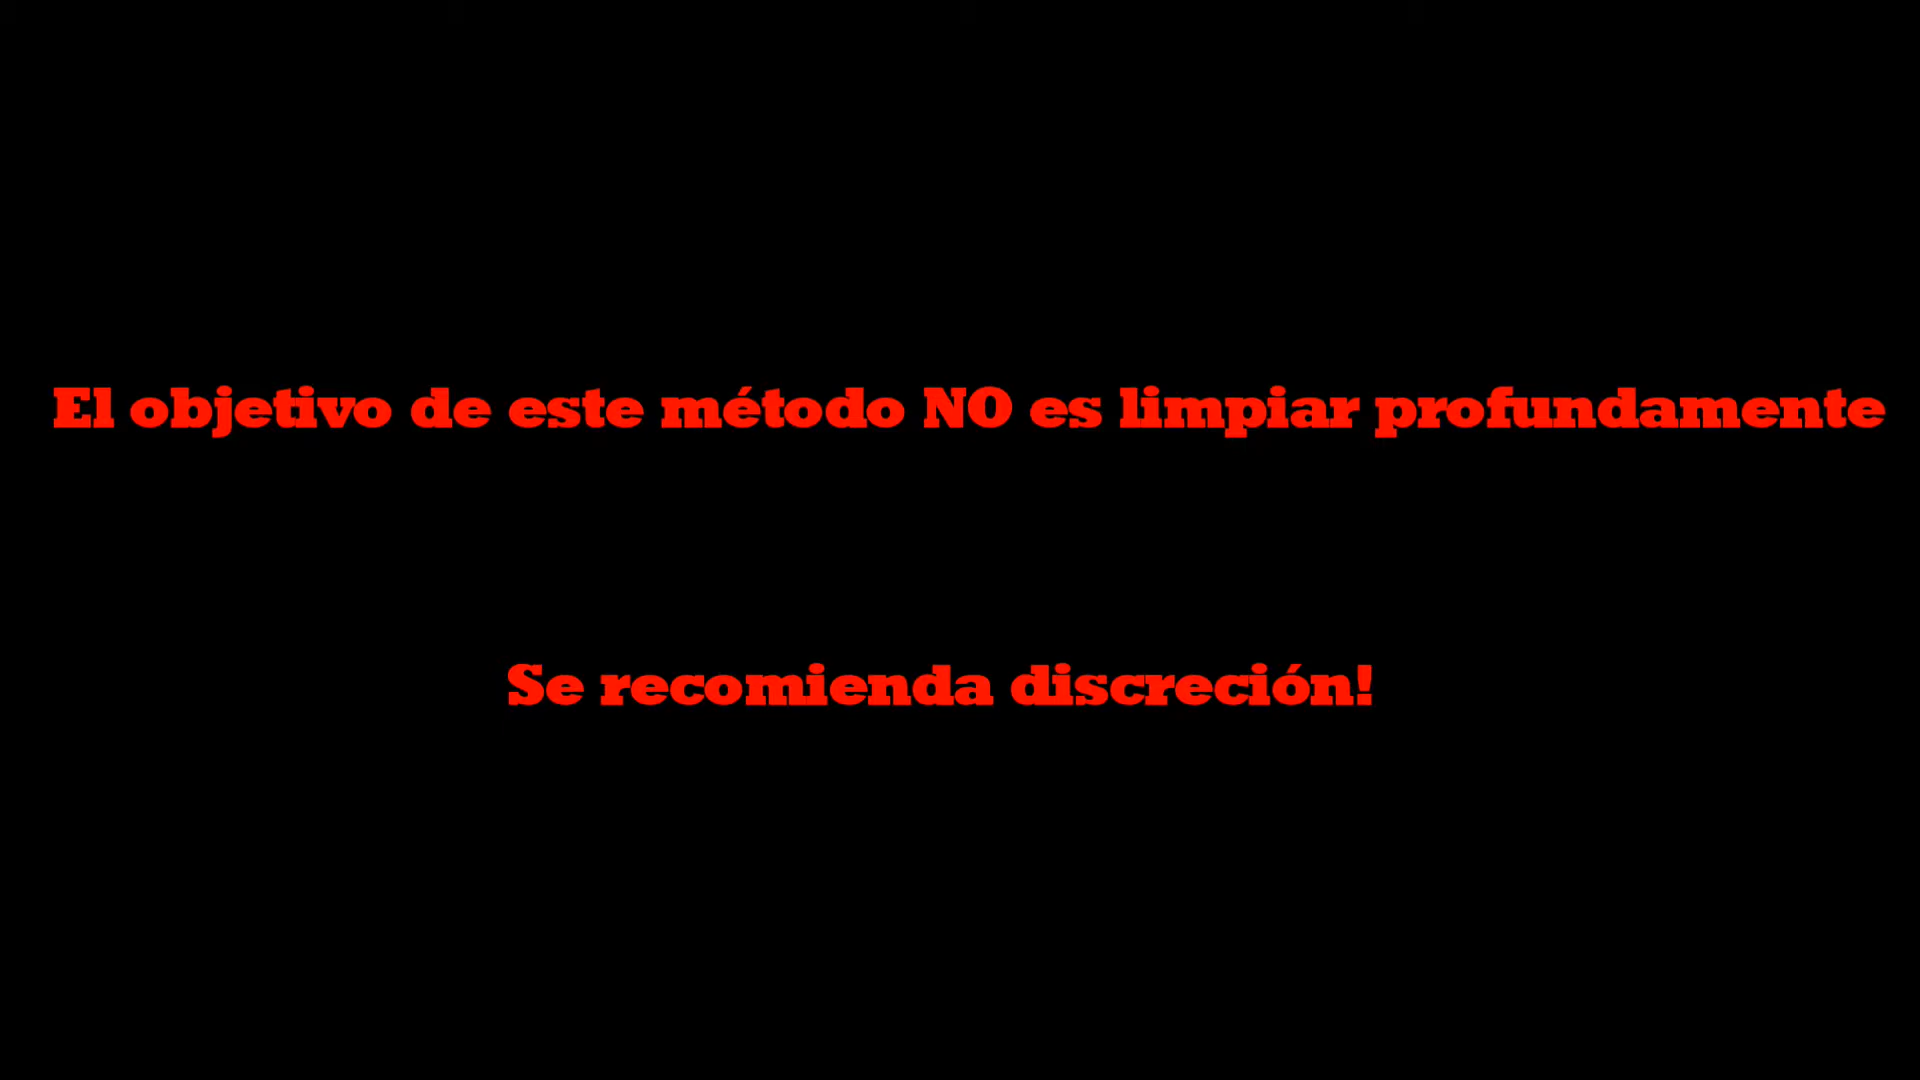 El objetivo de este método NO es limpiar profundamente
Se recomienda discreción!